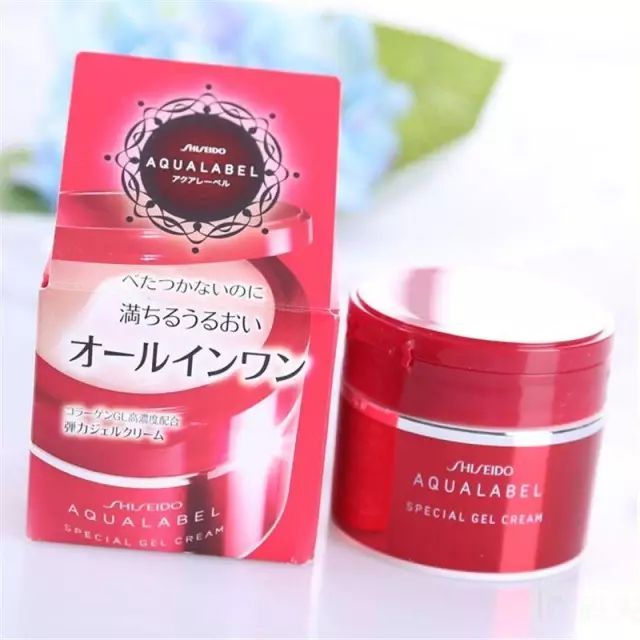 SHISEIDO
AQUALABEL
アクアレーベル
べたつかないのに
満ちるうるおい
オールインワン
コラーゲンGL高濃度配合
弾力ジェルクリーム
SHISEIDO
AQUALABEL
SPECIAL GEL CREAM
SHISEIDO
AQUALABEL
SPECIAL GEL CREAM